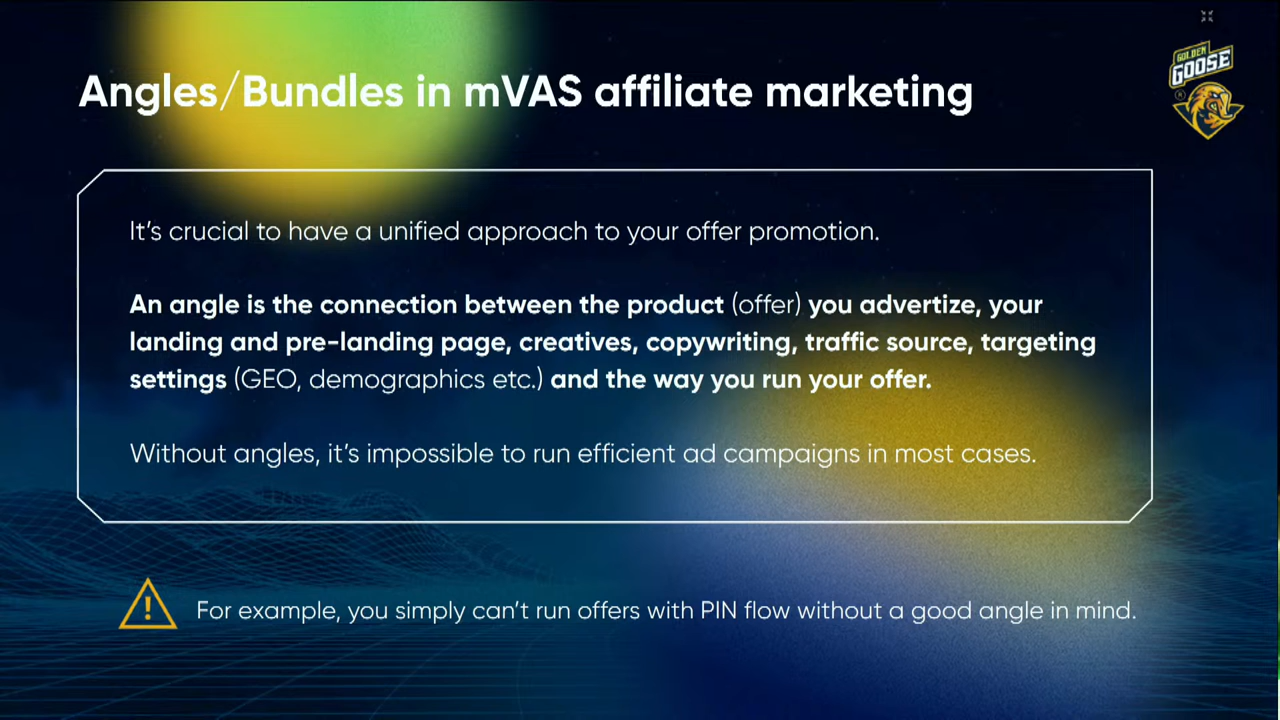 Angles/Bundles in mVAS affiliate marketing
GOLDEN
GOOSE
®
It's crucial to have a unified approach to your offer promotion.
An angle is the connection between the product (offer) you advertize, your
landing and pre-landing page, creatives, copywriting, traffic source, targeting
settings (GEO, demographics etc.) and the way you run your offer.
Without angles, it's impossible to run efficient ad campaigns in most cases.
! For example, you simply can't run offers with PIN flow without a good angle in mind.